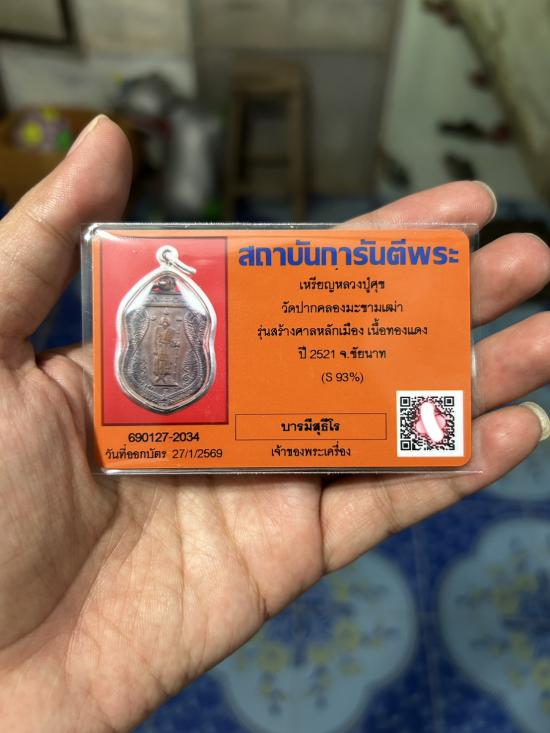 สถาบันการันตีพระ
เหรียญหลวงปู่ศุข
วัดปากคลองมะขามเฒ่า
รุ่นสร้างศาลหลักเมือง เนื้อทองแดง
ปี 2521 จ.ชัยนาท
(S 93%)
690127-2034
วันที่ออกบัตร 27/1/2569
บารมีสุธีโร
เจ้าของพระเครื่อง